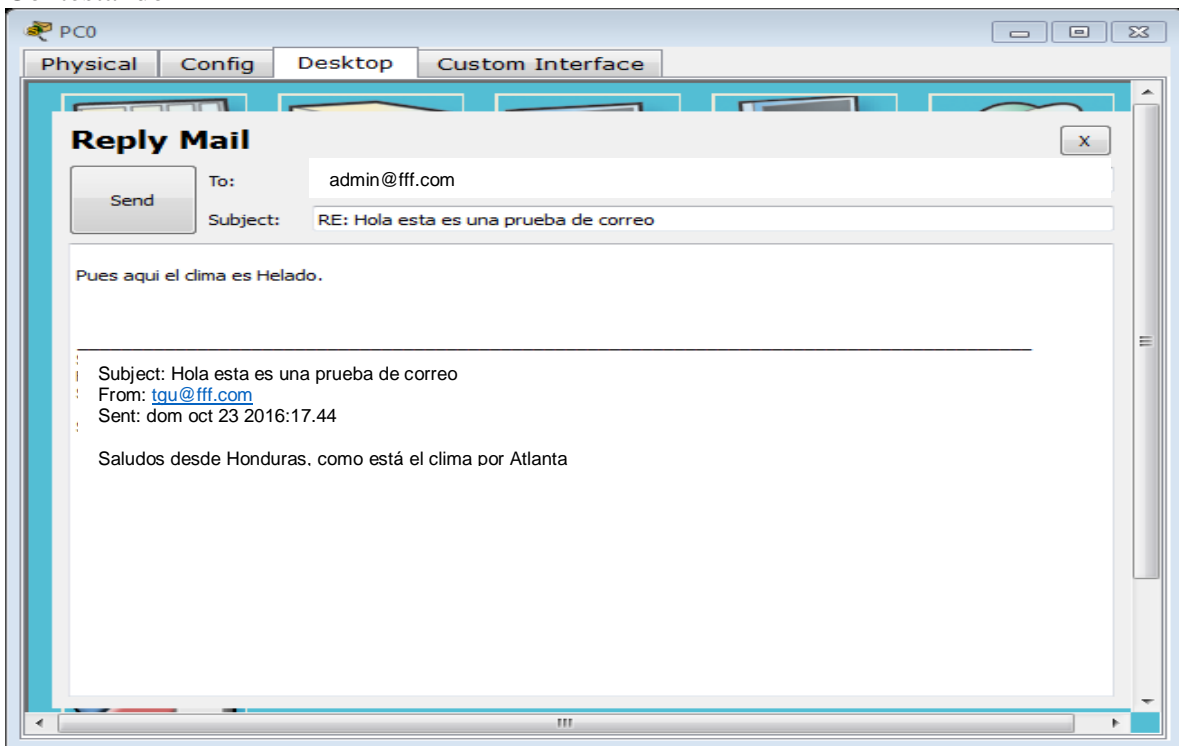 PC0
Physical Config Desktop Custom Interface
Reply Mail
x
Send
To: admin@fff.com
Subject: RE: Hola esta es una prueba de correo
Pues aqui el clima es Helado.
Subject: Hola esta es una prueba de correo
From: tgu@fff.com
Sent: dom oct 23 2016:17.44
Saludos desde Honduras, como está el clima por Atlanta